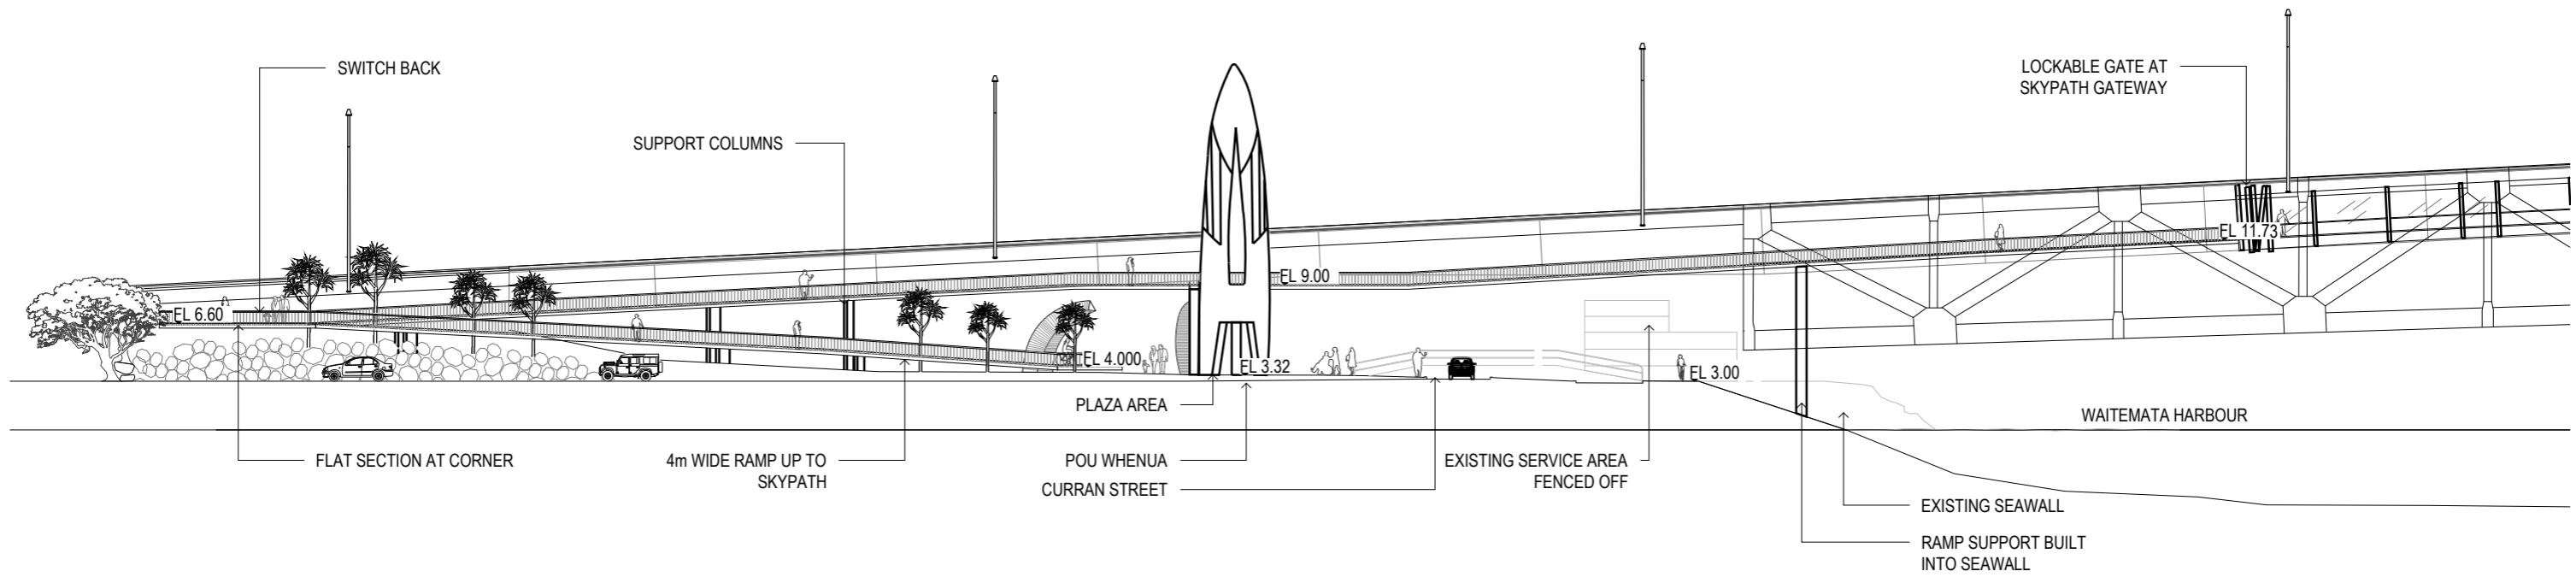 SWITCH BACK
SUPPORT COLUMNS
LOCKABLE GATE AT
SKYPATH GATEWAY
EL 11.73
EL 9.00
EL 6.60
EL 4.000
EL 3.32
EL 3.00
PLAZA AREA
WAITEMATA HARBOUR
FLAT SECTION AT CORNER
4m WIDE RAMP UP TO
SKYPATH
POU WHENUA
CURRAN STREET
EXISTING SERVICE AREA
FENCED OFF
EXISTING SEAWALL
RAMP SUPPORT BUILT
INTO SEAWALL